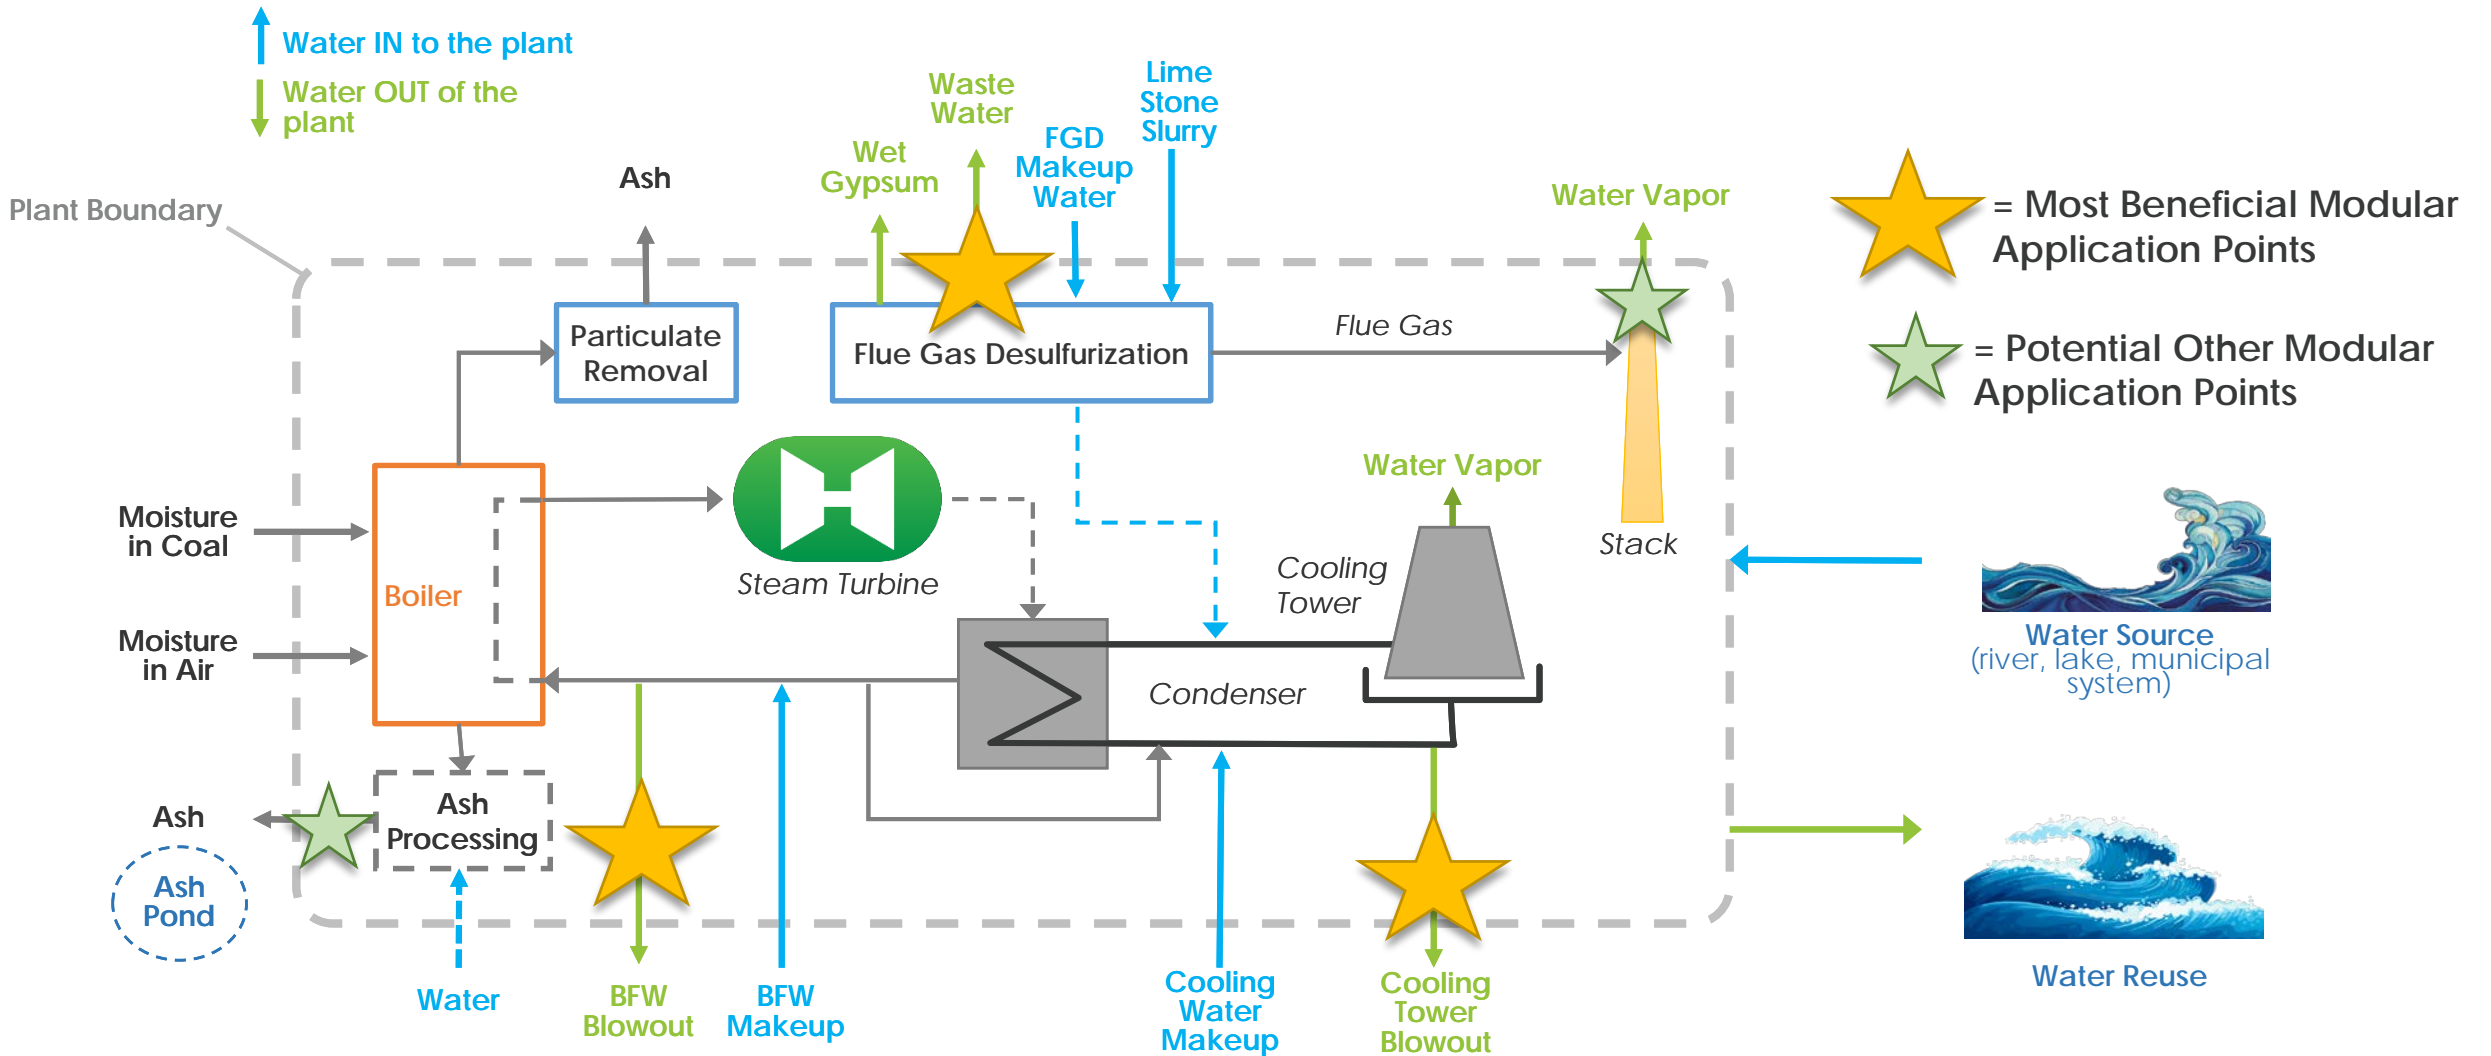 Water IN to the plant
Water OUT of the
plant
Plant Boundary
Ash
Wet
Gypsum
Waste
Water
FGD
Makeup
Water
Lime
Stone
Slurry
Water Vapor
= Most Beneficial Modular
Application Points
= Potential Other Modular
Application Points
Particulate
Removal
Flue Gas Desulfurization
Flue Gas
Stack
Moisture
in Coal
Moisture
in Air
Boiler
Steam Turbine
Water Vapor
Cooling
Tower
Condenser
Water Source
(river, lake, municipal
system)
Ash
Ash
Pond
Ash
Processing
Water
BFW
Blowout
BFW
Makeup
Cooling
Water
Makeup
Cooling
Tower
Blowout
Water Reuse